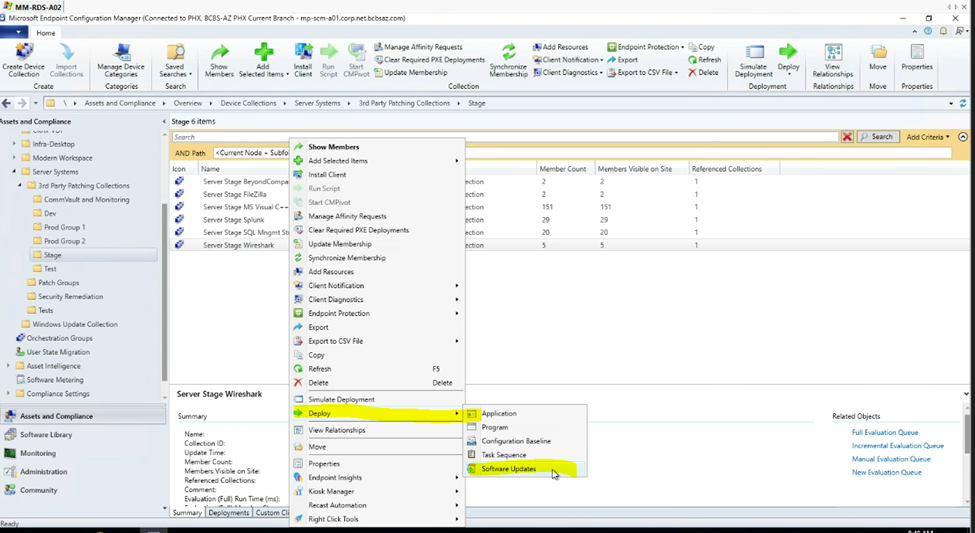 MM-RDS-A02
Microsoft Endpoint Configuration Manager (Connected to PHX, BCBS-AZ PHX Current Branch - mp-scm-a01.corp.net.bcbsaz.com)
Home
Create Device Collection
Import Collections
Create
Manage Device Categories
Categories
Saved Searches
Search
Show Members
Add Selected Items
Install Client
Run Script
Start CMPivot
Manage Affinity Requests
Clear Required PXE Deployments
Update Membership
Synchronize Membership
Add Resources
Client Notification
Client Diagnostics
Endpoint Protection
Export
Export to CSV File
Copy
Refresh
Delete
Collection
Simulate Deployment
Deploy
Deployment
View Relationships
Relationships
Move
Move
Properties
Properties
\ Assets and Compliance Overview Device Collections Server Systems 3rd Party Patching Collections Stage
Assets and Compliance
Infra-Desktop
Modern Workspace
Server Systems
3rd Party Patching Collections
CommVault and Monitoring
Dev
Prod Group 1
Prod Group 2
Stage
Test
Patch Groups
Security Remediation
Tests
Windows Update Collection
Orchestration Groups
User State Migration
Asset Intelligence
Software Metering
Compliance Settings
Assets and Compliance
Software Library
Monitoring
Administration
Community
Ready
Stage 6 items
Search
Search
Add Criteria
AND Path <Current Node + Subfo
Icon Name Member Count Members Visible on Site Referenced Collections
Server Stage BeyondCompa ection 2 2 1
Server Stage FileZilla ection 2 2 1
Server Stage MS Visual C++ ection 151 151 1
Server Stage Splunk ection 29 29 1
Server Stage SQL Mngmt St ection 20 20 1
Server Stage Wireshark ection 5 5 1
Show Members
Add Selected Items
Install Client
Run Script
Start CMPivot
Manage Affinity Requests
Clear Required PXE Deployments
Update Membership
Synchronize Membership
Add Resources
Client Notification
Client Diagnostics
Endpoint Protection
Export
Export to CSV File
Copy
Refresh F5
Delete Delete
Simulate Deployment
Deploy
View Relationships
Move
Properties
Endpoint Insights
Kiosk Manager
Recast Automation
Right Click Tools
Application
Program
Configuration Baseline
Task Sequence
Software Updates
Server Stage Wireshark
Summary
Name:
Collection ID:
Update Time:
Member Count:
Members Visible on Site:
Referenced Collections:
Comment:
Evaluation (Full) Run Time (ms):
Related Objects
Full Evaluation Queue
Incremental Evaluation Queue
Manual Evaluation Queue
New Evaluation Queue
Summary Deployments Custom Cli